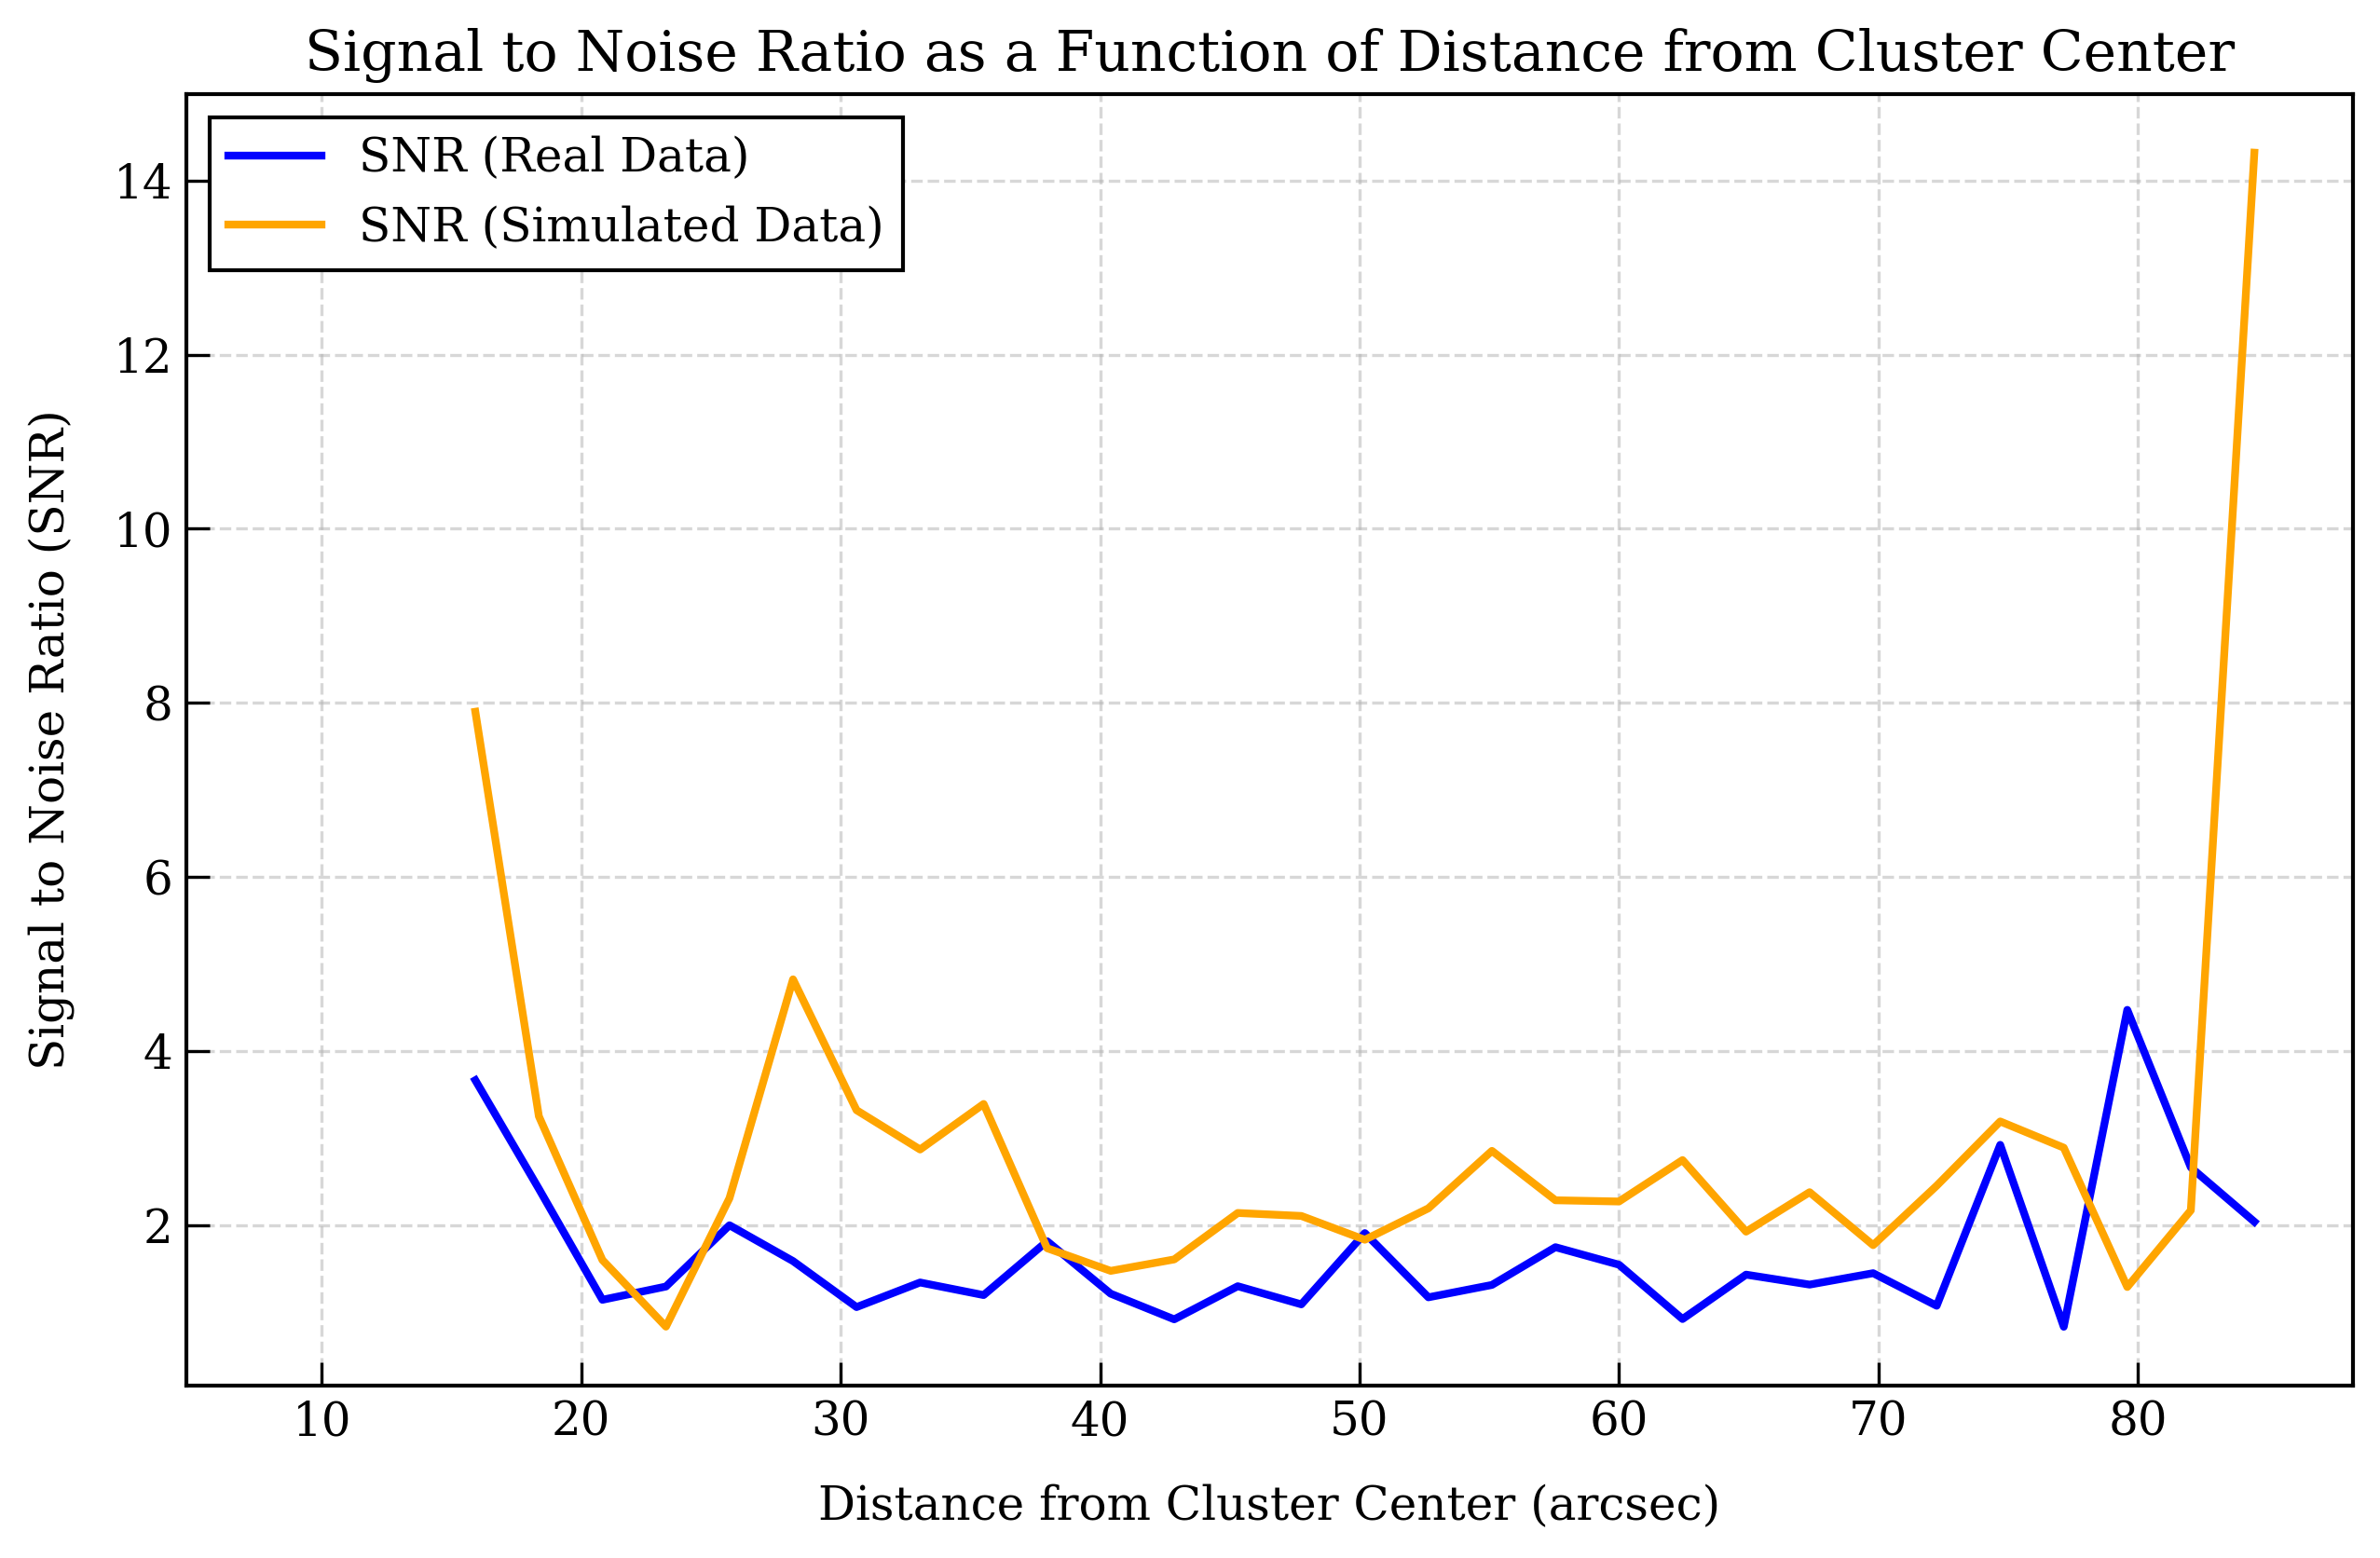 Signal to Noise Ratio as a Function of Distance from Cluster Center
SNR (Real Data)
SNR (Simulated Data)
Signal to Noise Ratio (SNR)
14
12
10
8
6
4
2
10 20 30 40 50 60 70 80
Distance from Cluster Center (arcsec)